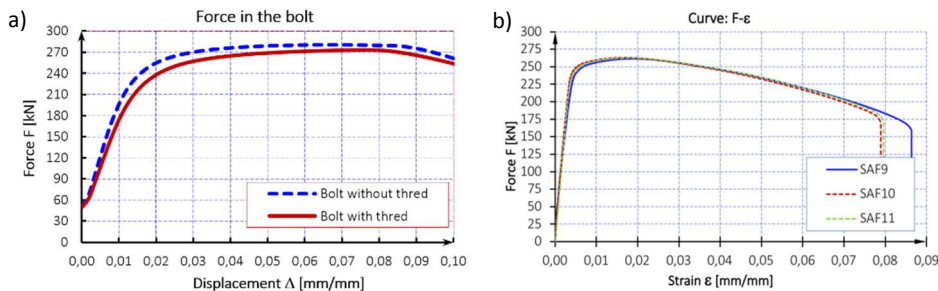 a)
Force in the bolt
300
270
240
210
180
150
120
90
60
30
0
Force F [kN]
Bolt without thred
Bolt with thred
0,00 0,01 0,02 0,03 0,04 0,05 0,06 0,07 0,08 0,09 0,10
Displacement Δ [mm/mm]
b)
Curve: F-ε
300
275
250
225
200
175
150
125
100
75
50
25
0
Force F [kN]
SAF9
SAF10
SAF11
0,00 0,01 0,02 0,03 0,04 0,05 0,06 0,07 0,08 0,09
Strain ε [mm/mm]